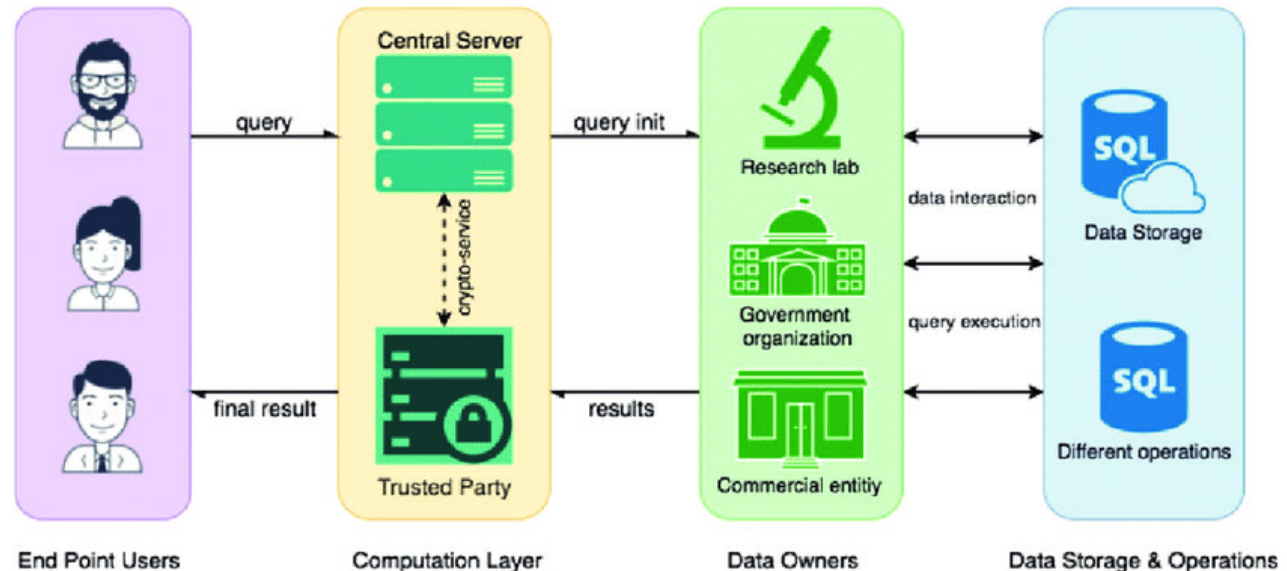 Central Server
query
query init
crypto-service
Trusted Party
final result
results
Research lab
Government
organization
Commercial entitiy
data interaction
query execution
SQL
Data Storage
SQL
Different operations
End Point Users
Computation Layer
Data Owners
Data Storage & Operations